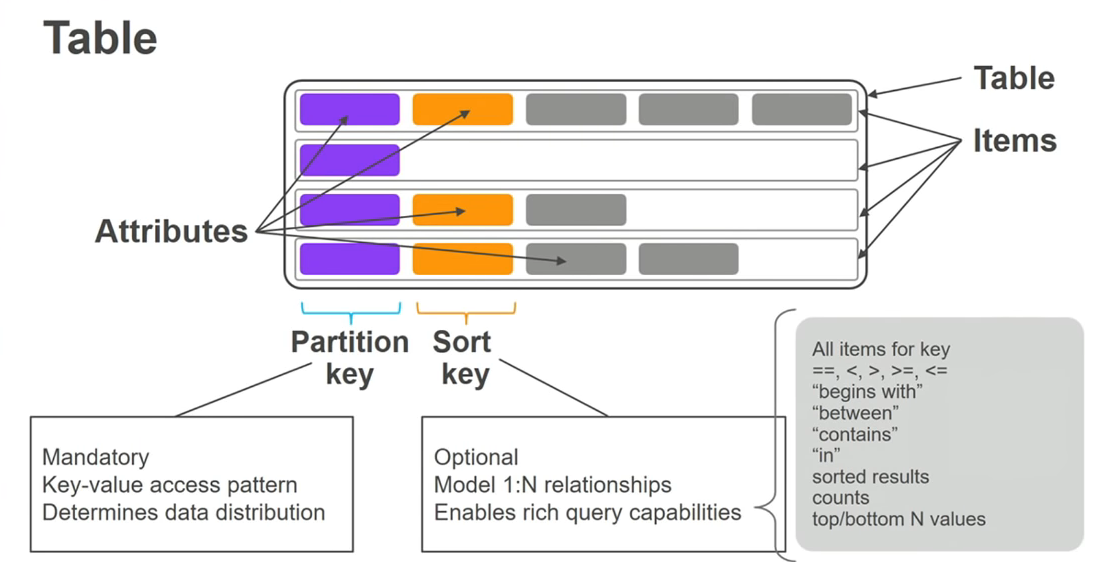 Table
Table
Items
Attributes
Partition
key
Sort
key
Mandatory
Key-value access pattern
Determines data distribution
Optional
Model 1:N relationships
Enables rich query capabilities
All items for key
==, <, >, >=, <=
“begins with”
“between”
“contains”
“in”
sorted results
counts
top/bottom N values